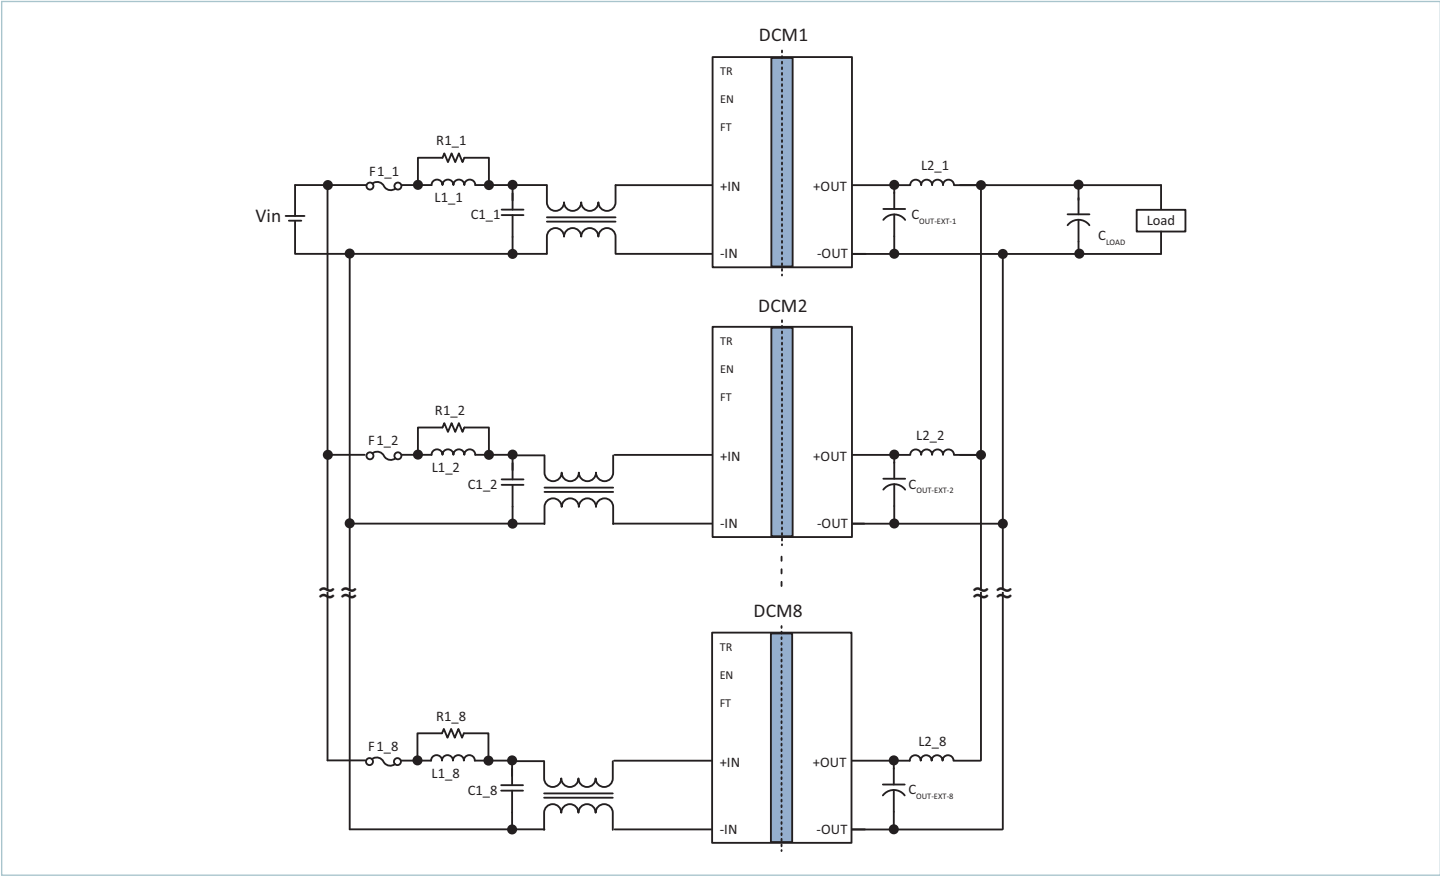 DCM1
TR
EN
FT
R1_1
F1_1
L1_1
+IN
+OUT
L2_1
Vin
C1_1
COUT-EXT-1
CLOAD
Load
-IN
-OUT
DCM2
TR
EN
FT
R1_2
F1_2
L1_2
+IN
+OUT
L2_2
C1_2
COUT-EXT-2
-IN
-OUT
DCM8
TR
EN
FT
R1_8
F1_8
L1_8
+IN
+OUT
L2_8
C1_8
COUT-EXT-8
-IN
-OUT